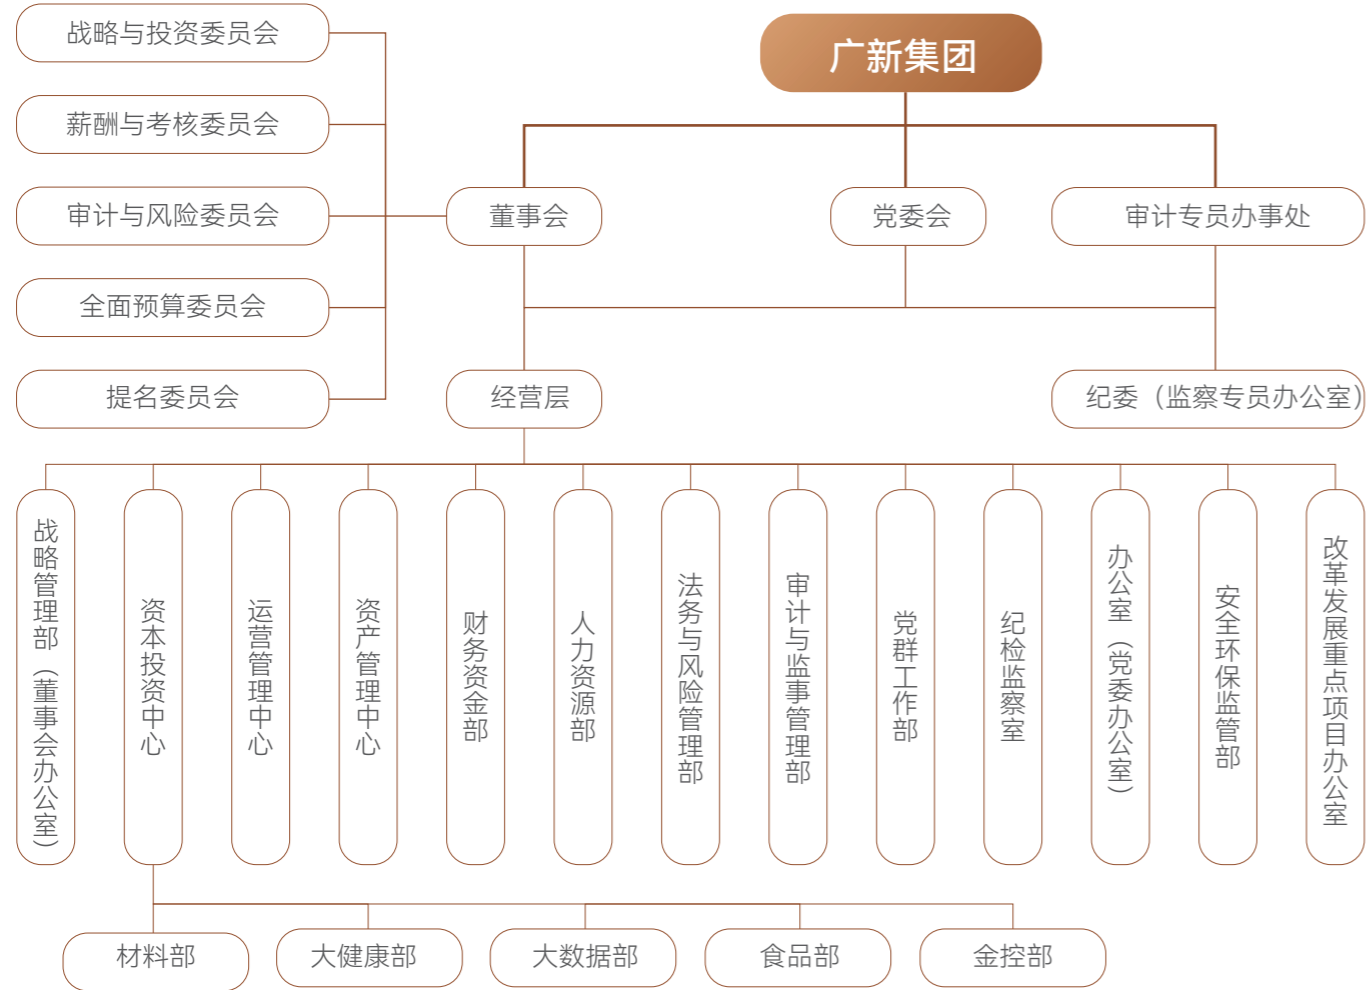 广新集团
战略与投资委员会
薪酬与考核委员会
审计与风险委员会
全面预算委员会
提名委员会
董事会
党委会
审计专员办事处
经营层
纪委（监察专员办公室）
战略管理部（董事会办公室）
资本投资中心
运营管理中心
资产管理中心
财务资金部
人力资源部
法务与风险管理部
审计与监事管理部
党群工作部
纪检监察室
办公室（党委办公室）
安全环保监管部
改革发展重点项目办公室
材料部
大健康部
大数据部
食品部
金控部